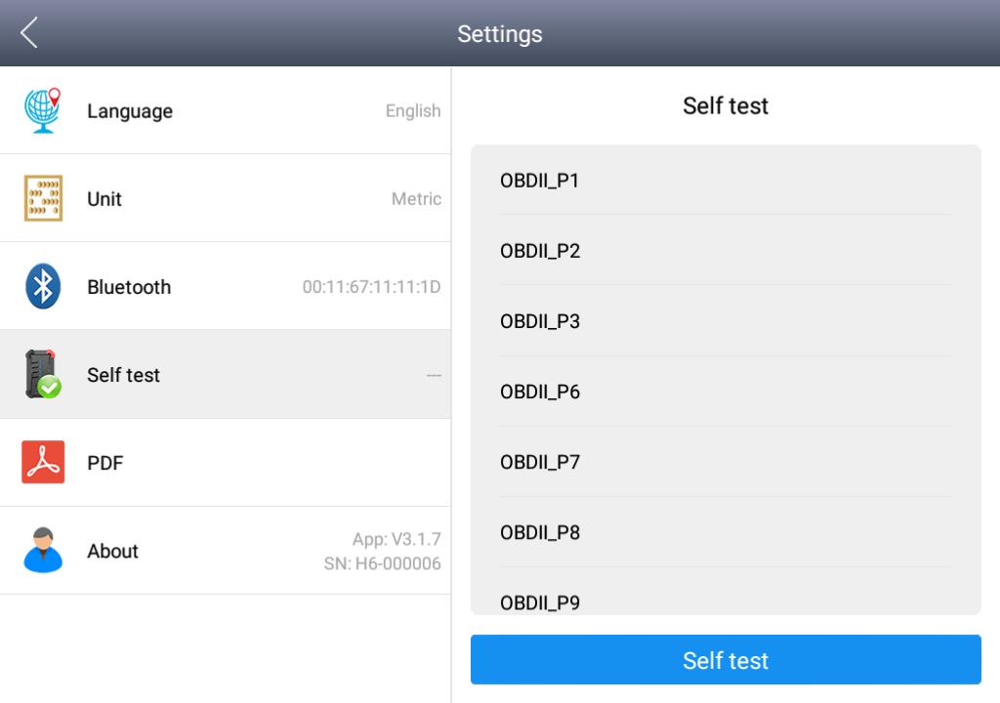 Settings
Language
English
Unit
Metric
Bluetooth
00:11:67:11:11:1D
Self test
---
PDF
About
App: V3.1.7
SN: H6-000006
Self test
OBDII_P1
OBDII_P2
OBDII_P3
OBDII_P6
OBDII_P7
OBDII_P8
OBDII_P9
Self test